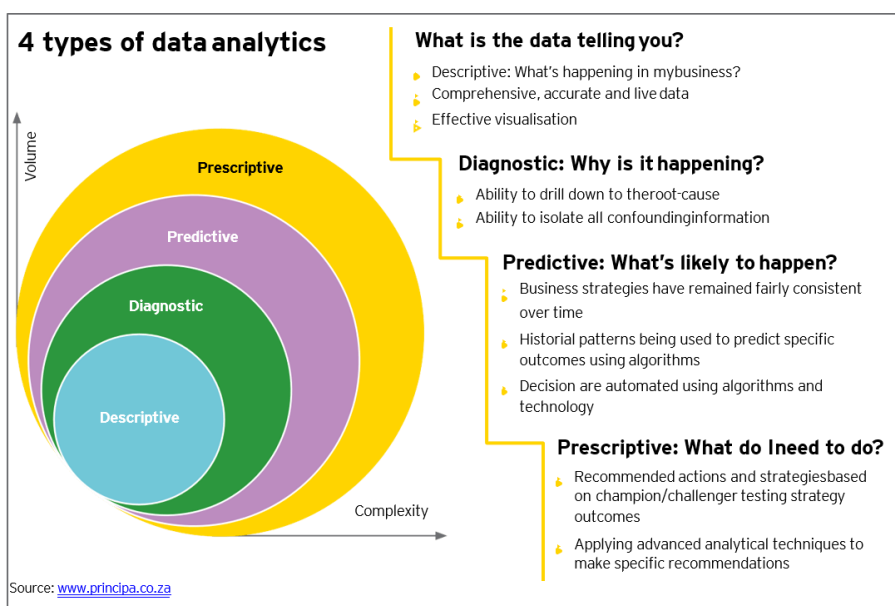 4 types of data analytics
Volume
Prescriptive
Predictive
Diagnostic
Descriptive
Complexity
Source: www.principa.co.za
What is the data telling you?
Descriptive: What's happening in mybusiness?
Comprehensive, accurate and live data
Effective visualisation
Diagnostic: Why is it happening?
Ability to drill down to theroot-cause
Ability to isolate all confoundinginformation
Predictive: What's likely to happen?
Business strategies have remained fairly consistent
over time
Historial patterns being used to predict specific
outcomes using algorithms
Decision are automated using algorithms and
technology
Prescriptive: What do Ineed to do?
Recommended actions and strategiesbased
on champion/challenger testing strategy
outcomes
Applying advanced analytical techniques to
make specific recommendations